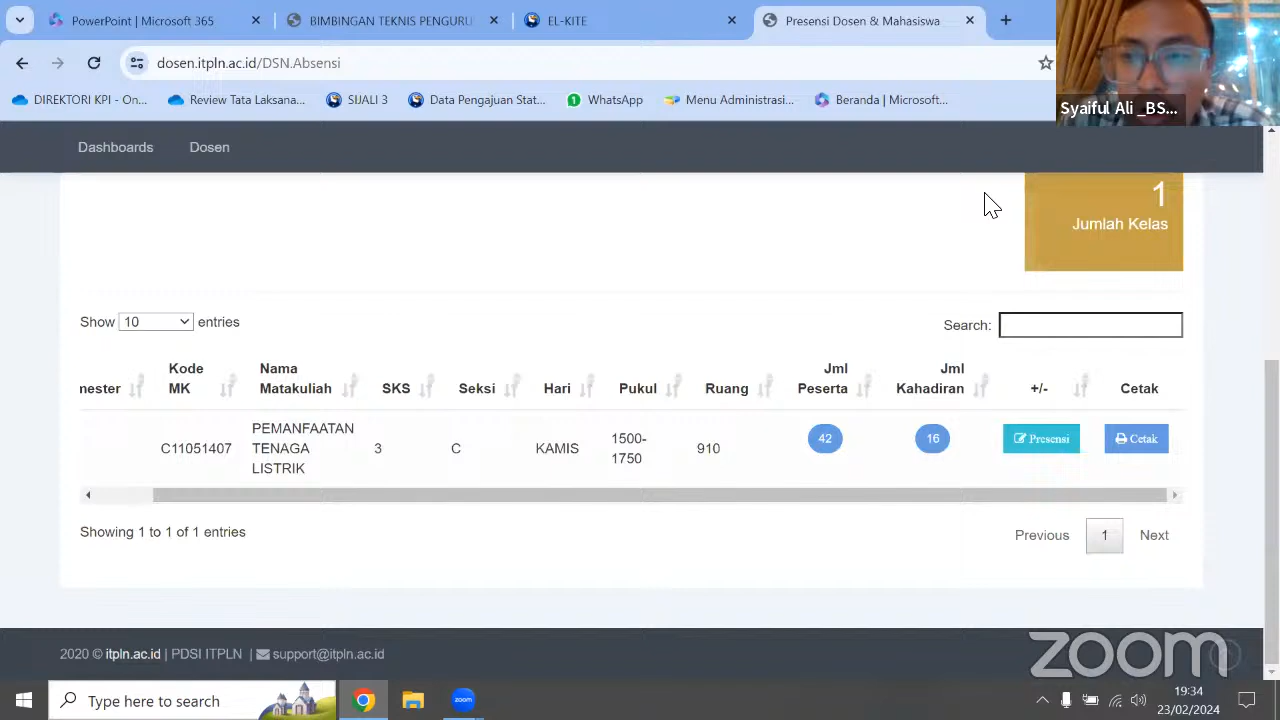 PowerPoint | Microsoft 365
BIMBINGAN TEKNIS PENGURU
EL-KITE
Presensi Dosen & Mahasiswa
dosen.itpln.ac.id/DSN.Absensi
DIREKTORI KPI - On...
Review Tata Laksana...
SIJALI 3
Data Pengajuan Stat...
WhatsApp
Menu Administrasi...
Beranda | Microsoft...
Syaiful Ali _BS...
Dashboards
Dosen
1
Jumlah Kelas
Show 10 entries
Search:
nester
Kode MK
Nama Matakuliah
SKS
Seksi
Hari
Pukul
Ruang
Jml Peserta
Jml Kahadiran
+/-
Cetak
C11051407
PEMANFAATAN
TENAGA
LISTRIK
3
C
KAMIS
1500-
1750
910
42
16
Presensi
Cetak
Showing 1 to 1 of 1 entries
Previous
1
Next
2020 © itpln.ac.id | PDSI ITPLN | support@itpln.ac.id
zoom
Type here to search
zoom
19:34
23/02/2024